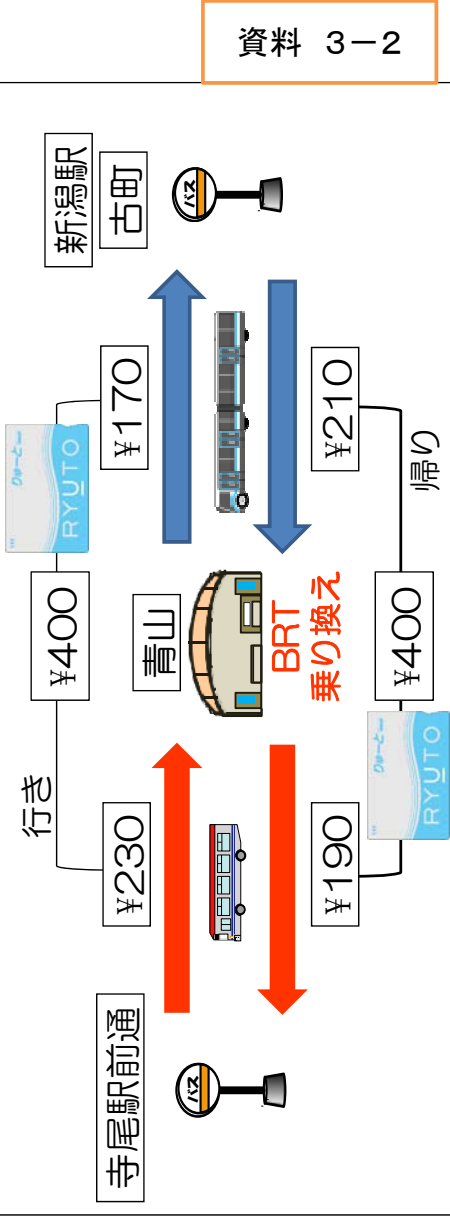 資料 3-2
行き
¥400
りゅーと
RYUTO
¥230
¥170
寺尾駅前通
青山
新潟駅
古町
バス
バス
BRT
乗り換え
¥190
¥210
りゅーと
RYUTO
¥400
帰り